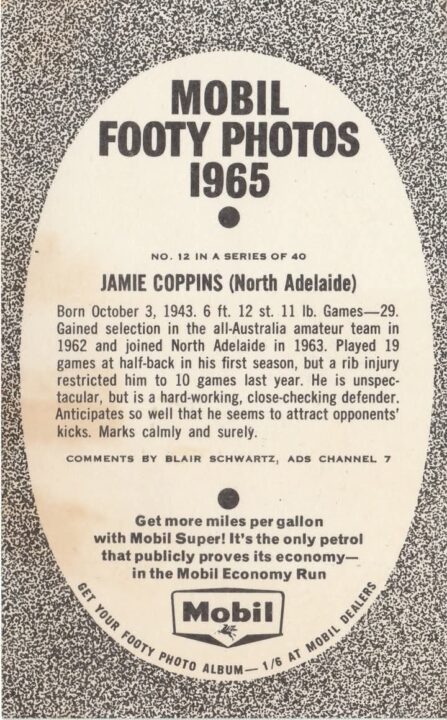 MOBIL
FOOTY PHOTOS
1965
NO. 12 IN A SERIES OF 40
JAMIE COPPINS (North Adelaide)
Born October 3, 1943. 6 ft. 12 st. 11 lb. Games—29.
Gained selection in the all-Australia amateur team in
1962 and joined North Adelaide in 1963. Played 19
games at half-back in his first season, but a rib injury
restricted him to 10 games last year. He is unspec-
tacular, but is a hard-working, close-checking defender.
Anticipates so well that he seems to attract opponents'
kicks. Marks calmly and surely.
COMMENTS BY BLAIR SCHWARTZ, ADS CHANNEL 7
Get more miles per gallon
with Mobil Super! It's the only petrol
that publicly proves its economy—
in the Mobil Economy Run
Mobil
GET YOUR FOOTY PHOTO ALBUM— 1/6 AT MOBIL DEALERS